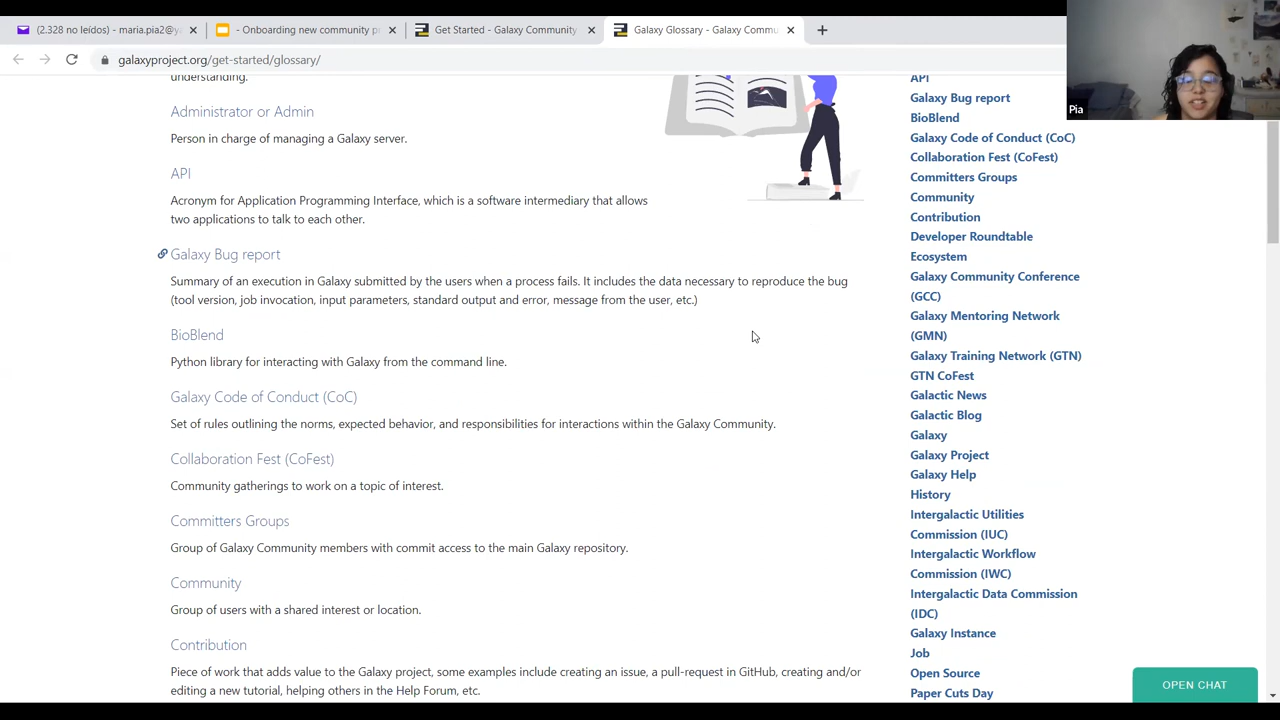 (2.328 no leídos) - maria.pia2@y
- Onboarding new community p
Get Started - Galaxy Community
Galaxy Glossary - Galaxy Commu
galaxyproject.org/get-started/glossary/
Pia
understanding.
Administrator or Admin
Person in charge of managing a Galaxy server.
API
Acronym for Application Programming Interface, which is a software intermediary that allows
two applications to talk to each other.
Galaxy Bug report
Summary of an execution in Galaxy submitted by the users when a process fails. It includes the data necessary to reproduce the bug
(tool version, job invocation, input parameters, standard output and error, message from the user, etc.)
BioBlend
Python library for interacting with Galaxy from the command line.
Galaxy Code of Conduct (CoC)
Set of rules outlining the norms, expected behavior, and responsibilities for interactions within the Galaxy Community.
Collaboration Fest (CoFest)
Community gatherings to work on a topic of interest.
Committers Groups
Group of Galaxy Community members with commit access to the main Galaxy repository.
Community
Group of users with a shared interest or location.
Contribution
Piece of work that adds value to the Galaxy project, some examples include creating an issue, a pull-request in GitHub, creating and/or
editing a new tutorial, helping others in the Help Forum, etc.
API
Galaxy Bug report
BioBlend
Galaxy Code of Conduct (CoC)
Collaboration Fest (CoFest)
Committers Groups
Community
Contribution
Developer Roundtable
Ecosystem
Galaxy Community Conference
(GCC)
Galaxy Mentoring Network
(GMN)
Galaxy Training Network (GTN)
GTN CoFest
Galactic News
Galactic Blog
Galaxy
Galaxy Project
Galaxy Help
History
Intergalactic Utilities
Commission (IUC)
Intergalactic Workflow
Commission (IWC)
Intergalactic Data Commission
(IDC)
Galaxy Instance
Job
Open Source
Paper Cuts Day
OPEN CHAT